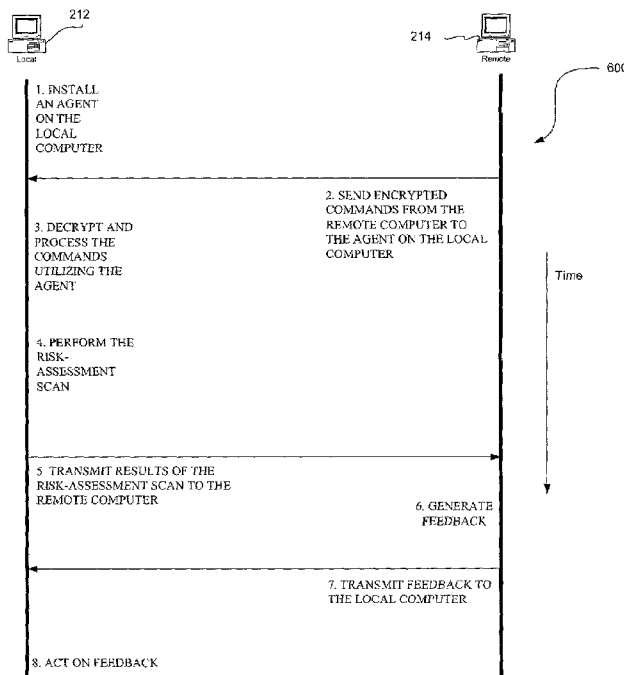 212
214
Local
Remote
600
1. INSTALL
AN AGENT
ON THE
LOCAL
COMPUTER
2. SEND ENCRYPTED
COMMANDS FROM THE
REMOTE COMPUTER TO
THE AGENT ON THE LOCAL
COMPUTER
3. DECRYPT AND
PROCESS THE
COMMANDS
UTILIZING THE
AGENT
Time
4. PERFORM THE
RISK-
ASSESSMENT
SCAN
5. TRANSMIT RESULTS OF THE
RISK-ASSESSMENT SCAN TO THE
REMOTE COMPUTER
6. GENERATE
FEEDBACK
7. TRANSMIT FEEDBACK TO
THE LOCAL COMPUTER
8. ACT ON FEEDBACK